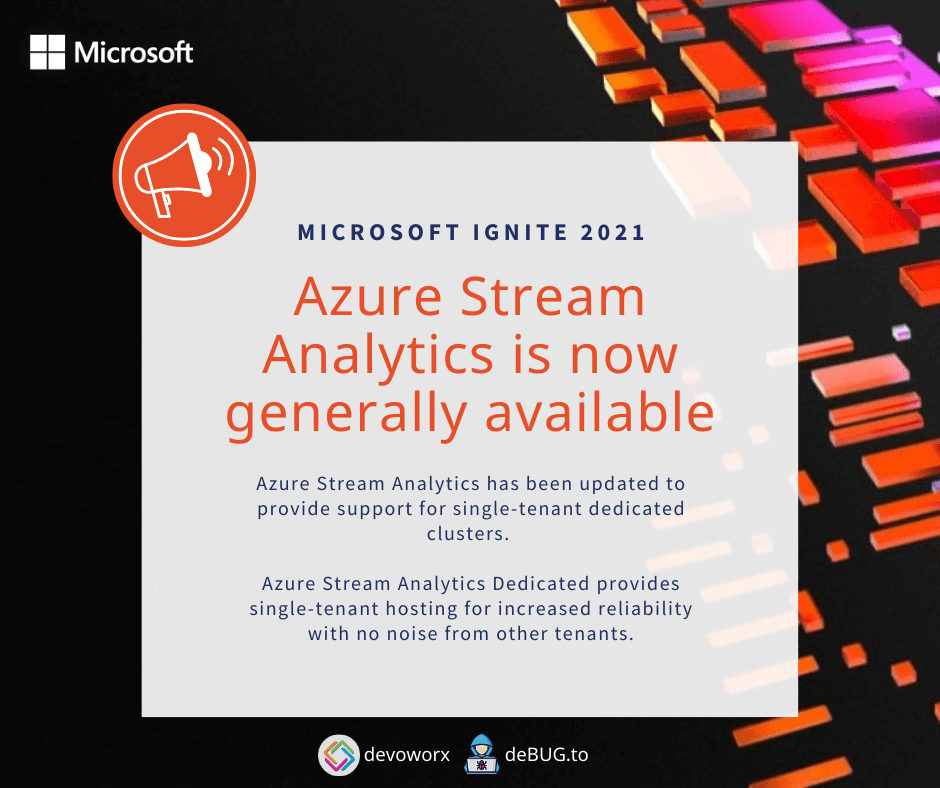 Microsoft
MICROSOFT IGNITE 2021
Azure Stream
Analytics is now
generally available
Azure Stream Analytics has been updated to
provide support for single-tenant dedicated
clusters.
Azure Stream Analytics Dedicated provides
single-tenant hosting for increased reliability
with no noise from other tenants.
devoworx deBUG.to